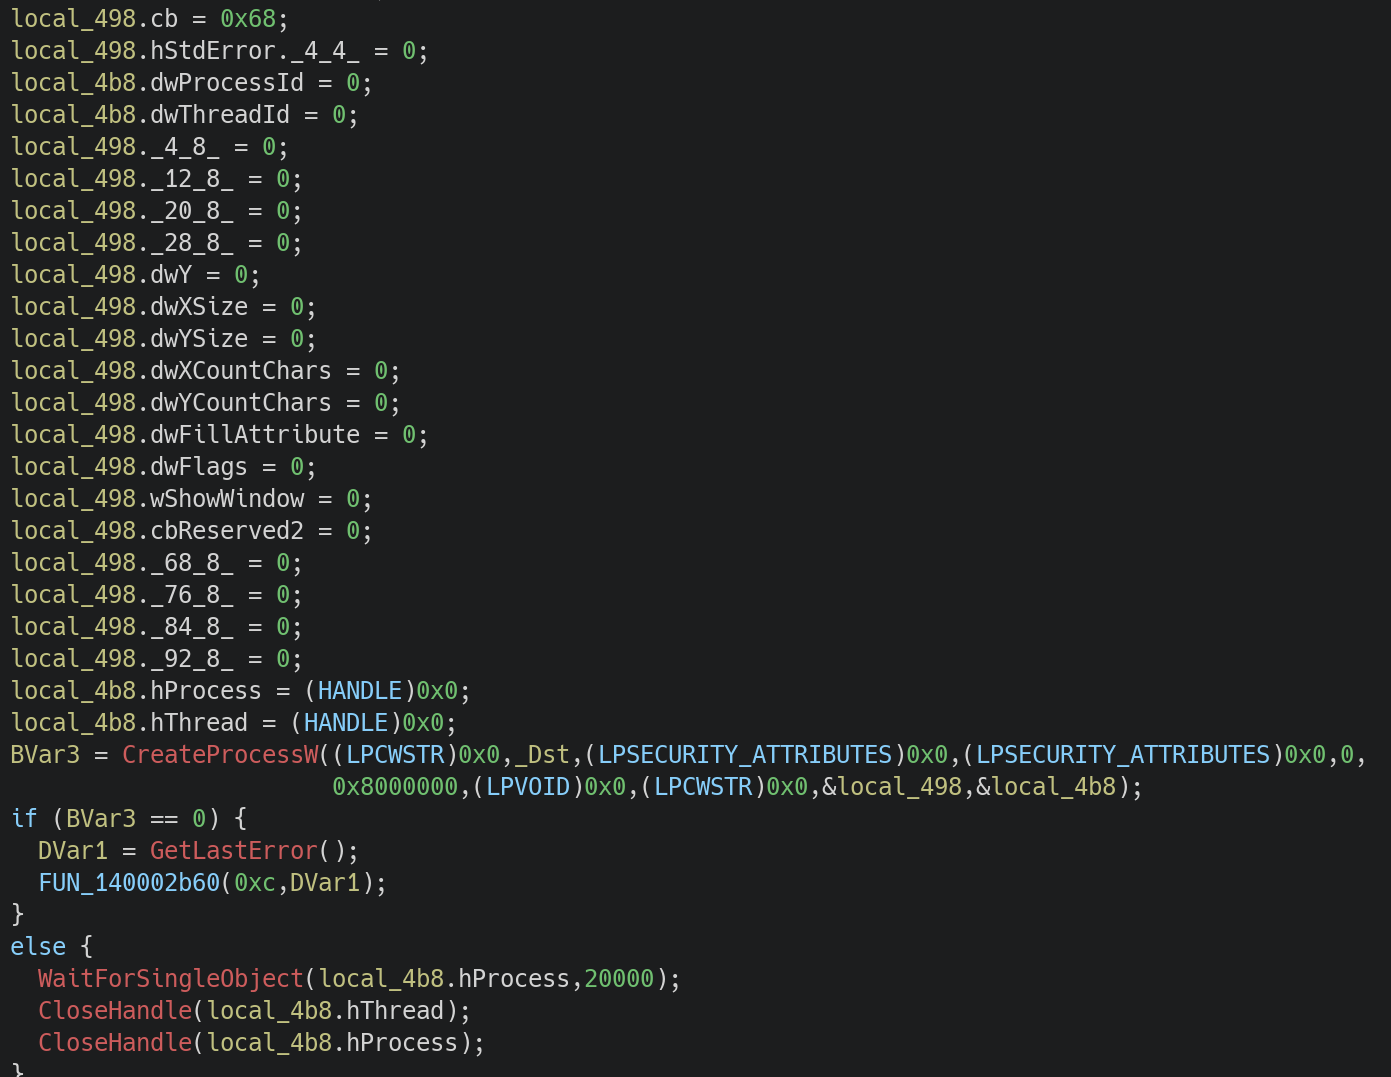 local_498.cb = 0x68;
local_498.hStdError._4_4_ = 0;
local_4b8.dwProcessId = 0;
local_4b8.dwThreadId = 0;
local_498._4_8_ = 0;
local_498._12_8_ = 0;
local_498._20_8_ = 0;
local_498._28_8_ = 0;
local_498.dwY = 0;
local_498.dwXSize = 0;
local_498.dwYSize = 0;
local_498.dwXCountChars = 0;
local_498.dwYCountChars = 0;
local_498.dwFillAttribute = 0;
local_498.dwFlags = 0;
local_498.wShowWindow = 0;
local_498.cbReserved2 = 0;
local_498._68_8_ = 0;
local_498._76_8_ = 0;
local_498._84_8_ = 0;
local_498._92_8_ = 0;
local_4b8.hProcess = (HANDLE)0x0;
local_4b8.hThread = (HANDLE)0x0;
BVar3 = CreateProcessW((LPCWSTR)0x0,_Dst,(LPSECURITY_ATTRIBUTES)0x0,(LPSECURITY_ATTRIBUTES)0x0,0,
0x8000000,(LPVOID)0x0,(LPCWSTR)0x0,&local_498,&local_4b8);
if (BVar3 == 0) {
DVar1 = GetLastError();
FUN_140002b60(0xc,DVar1);
}
else {
WaitForSingleObject(local_4b8.hProcess,20000);
CloseHandle(local_4b8.hThread);
CloseHandle(local_4b8.hProcess);
}